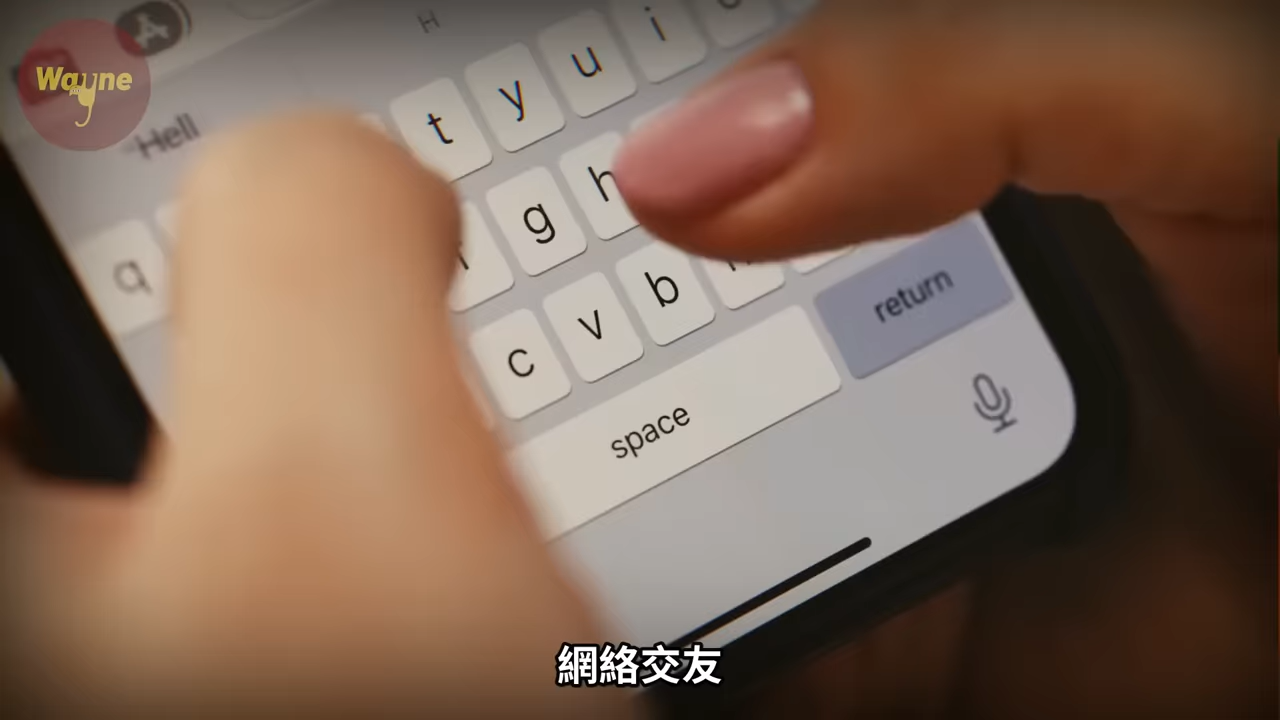 Wayne
H
Hell
t y u i
q g h
c v b
space return
網絡交友